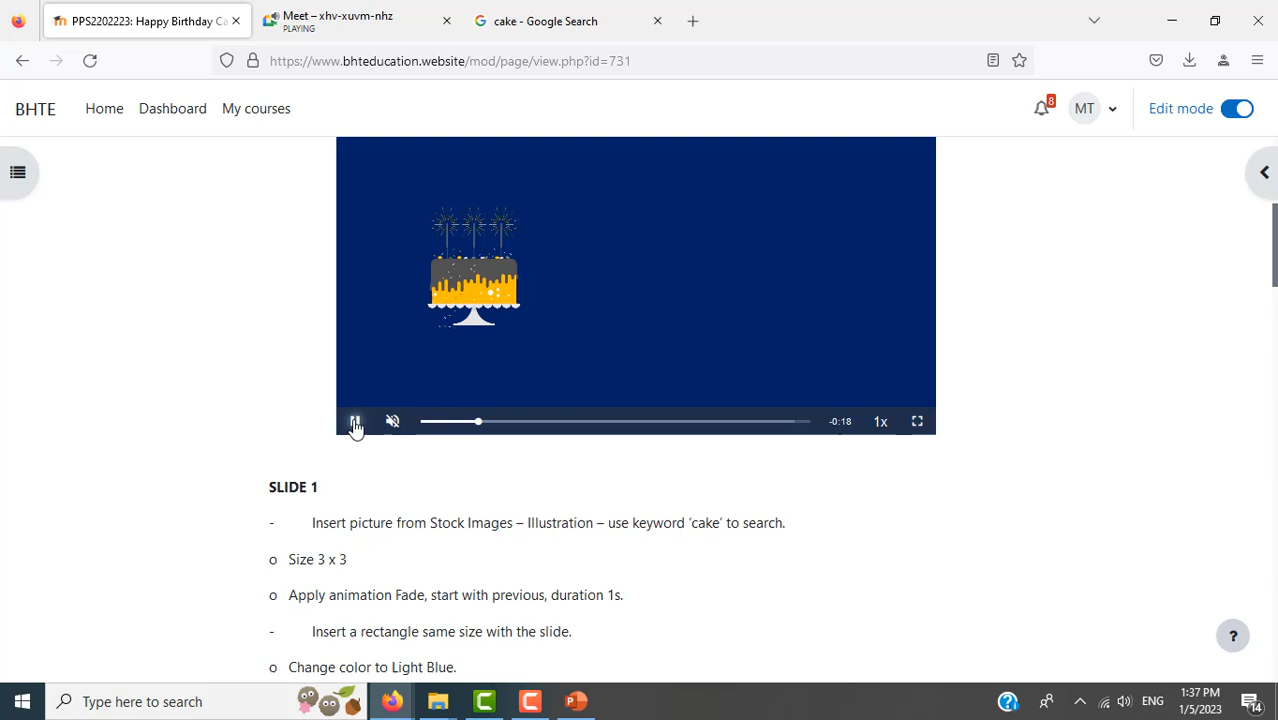 PPS2202223: Happy Birthday Ca
Meet – xhv-xuvm-nhz
PLAYING
cake - Google Search
https://www.bhteducation.website/mod/page/view.php?id=731
BHTE Home Dashboard My courses 8 MT Edit mode
-0:18 1x
SLIDE 1
- Insert picture from Stock Images – Illustration – use keyword ‘cake’ to search.
o Size 3 x 3
o Apply animation Fade, start with previous, duration 1s.
- Insert a rectangle same size with the slide.
o Change color to Light Blue.
?
Type here to search
ENG
1:37 PM
1/5/2023
14